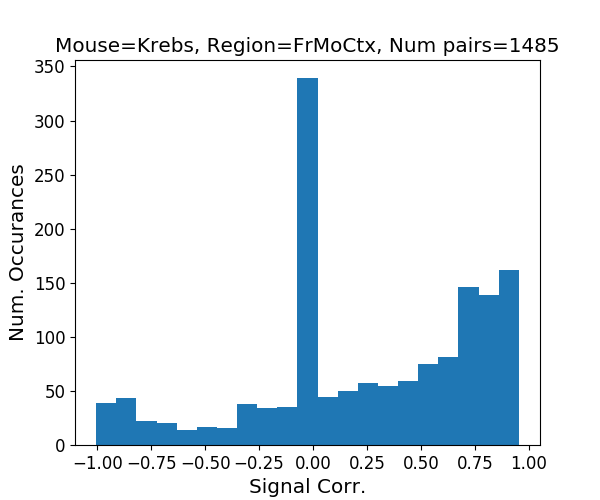 Mouse=Krebs, Region=FrMoCtx, Num pairs=1485
350
300
250
200
150
100
50
0
Num. Occurances
−1.00 −0.75 −0.50 −0.25 0.00 0.25 0.50 0.75 1.00
Signal Corr.